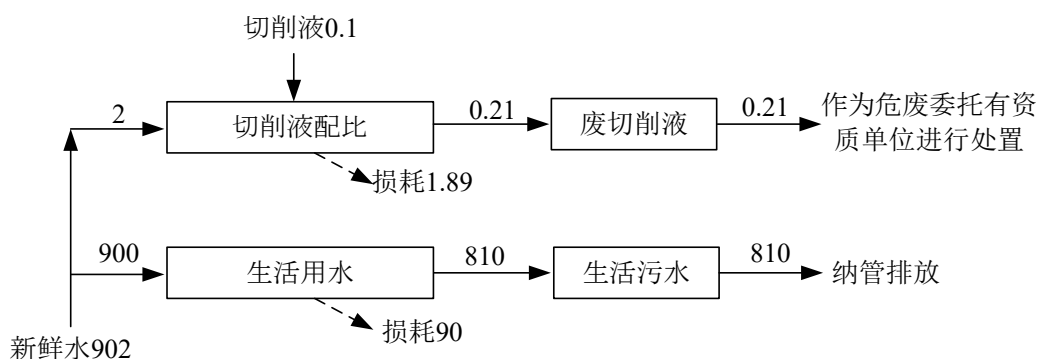 切削液0.1
2
切削液配比
0.21
废切削液
0.21
作为危废委托有资
质单位进行处置
损耗1.89
900
生活用水
810
生活污水
810
纳管排放
损耗90
新鲜水902